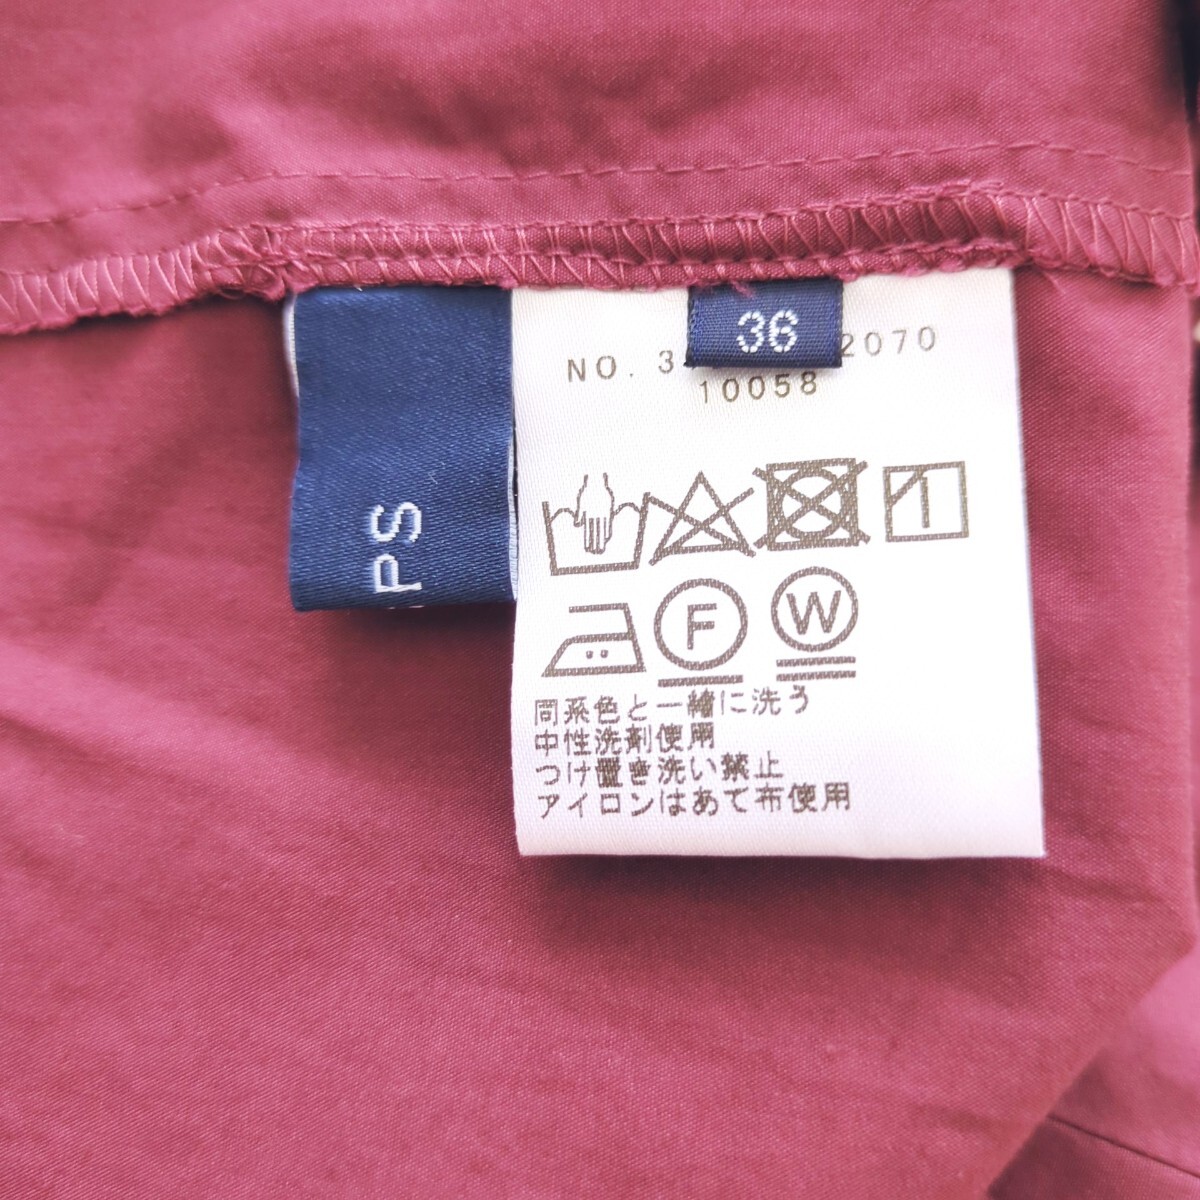 36
NO. 3 2070
10058
F W
PS
同系色と一緒に洗う
中性洗剤使用
つけ置き洗い禁止
アイロンはあて布使用